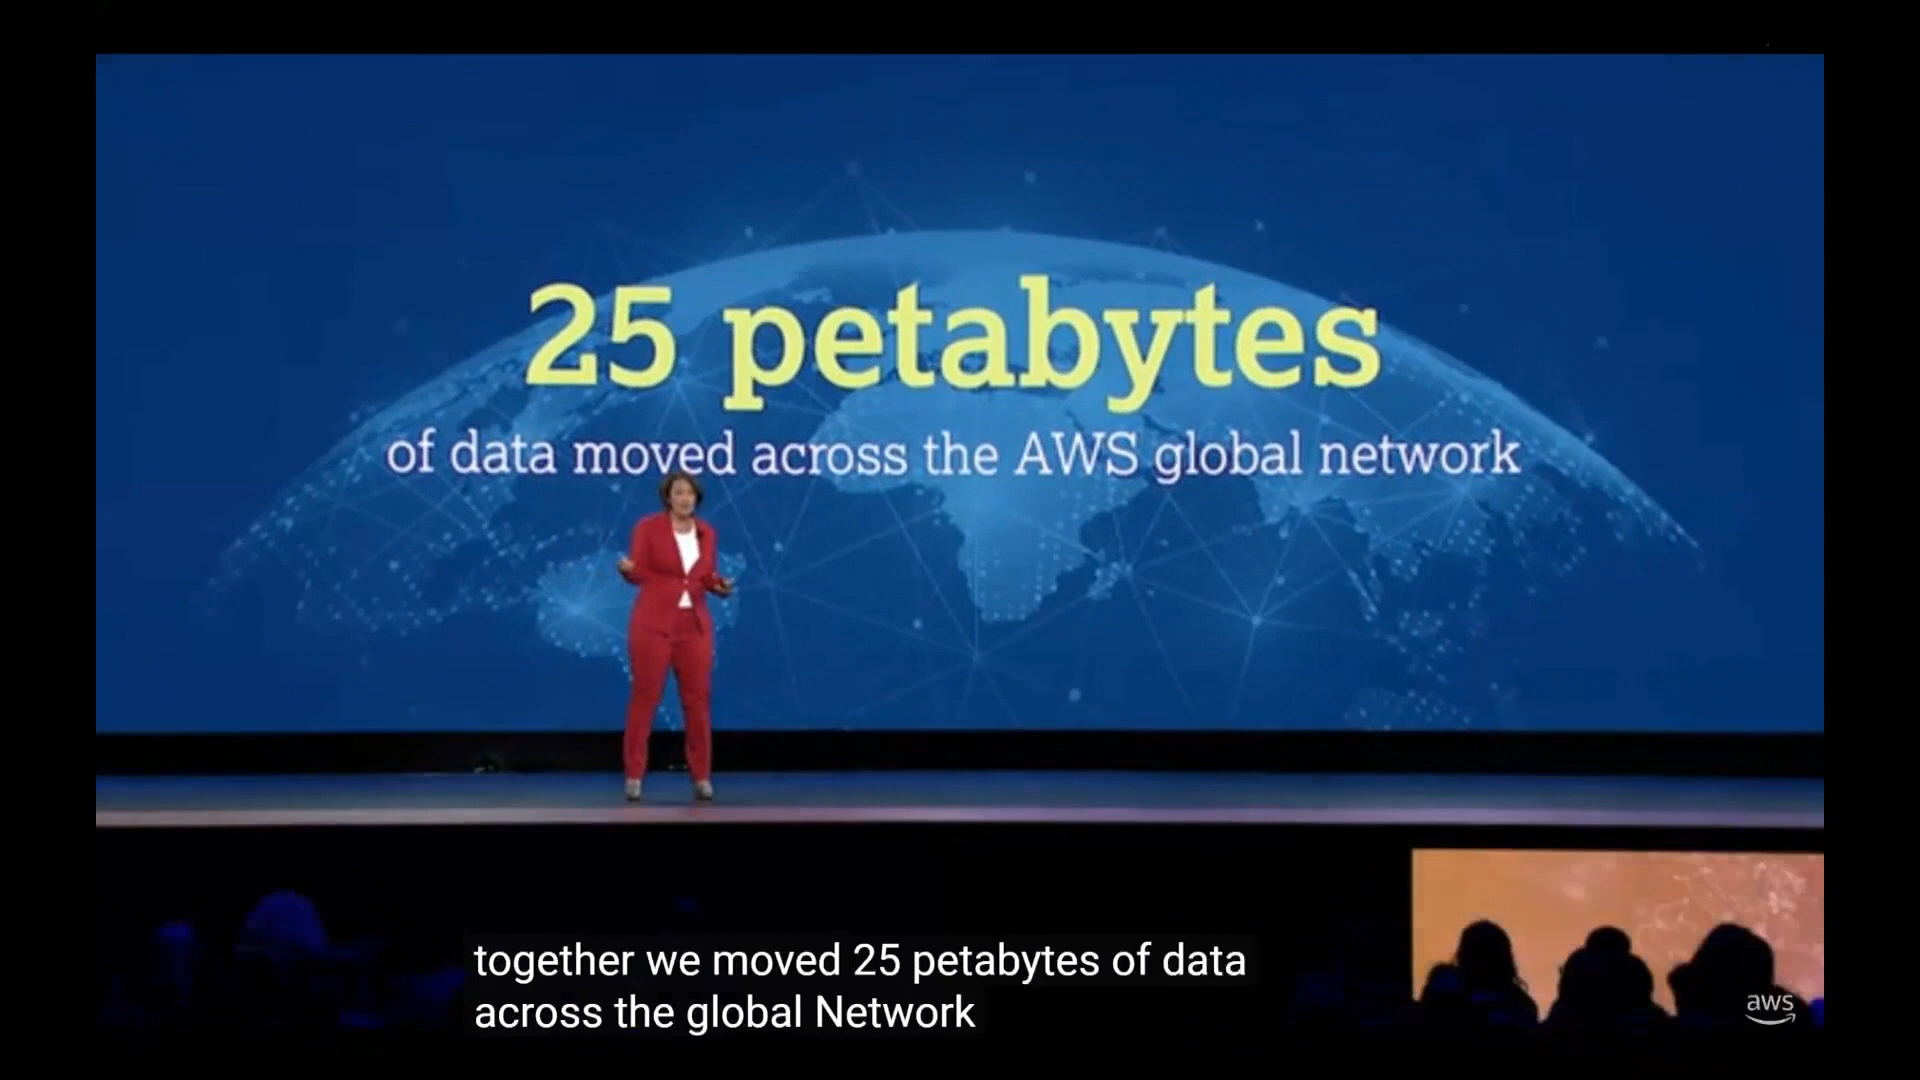 25 petabytes
of data moved across the AWS global network
together we moved 25 petabytes of data
across the global Network
aws